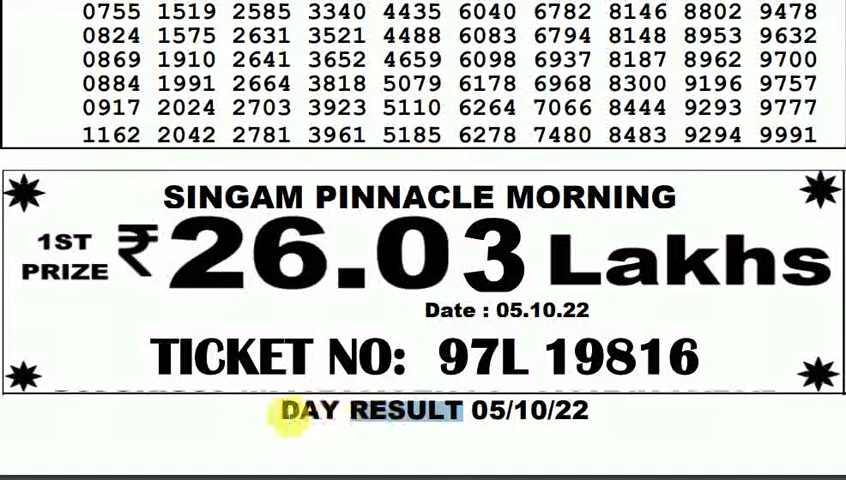 0755 1519 2585 3340 4435 6040 6782 8146 8802 9478
0824 1575 2631 3521 4488 6083 6794 8148 8953 9632
0869 1910 2641 3652 4659 6098 6937 8187 8962 9700
0884 1991 2664 3818 5079 6178 6968 8300 9196 9757
0917 2024 2703 3923 5110 6264 7066 8444 9293 9777
1162 2042 2781 3961 5185 6278 7480 8483 9294 9991
SINGAM PINNACLE MORNING
1ST PRIZE ₹26.03 Lakhs
Date : 05.10.22
TICKET NO: 97L 19816
DAY RESULT 05/10/22